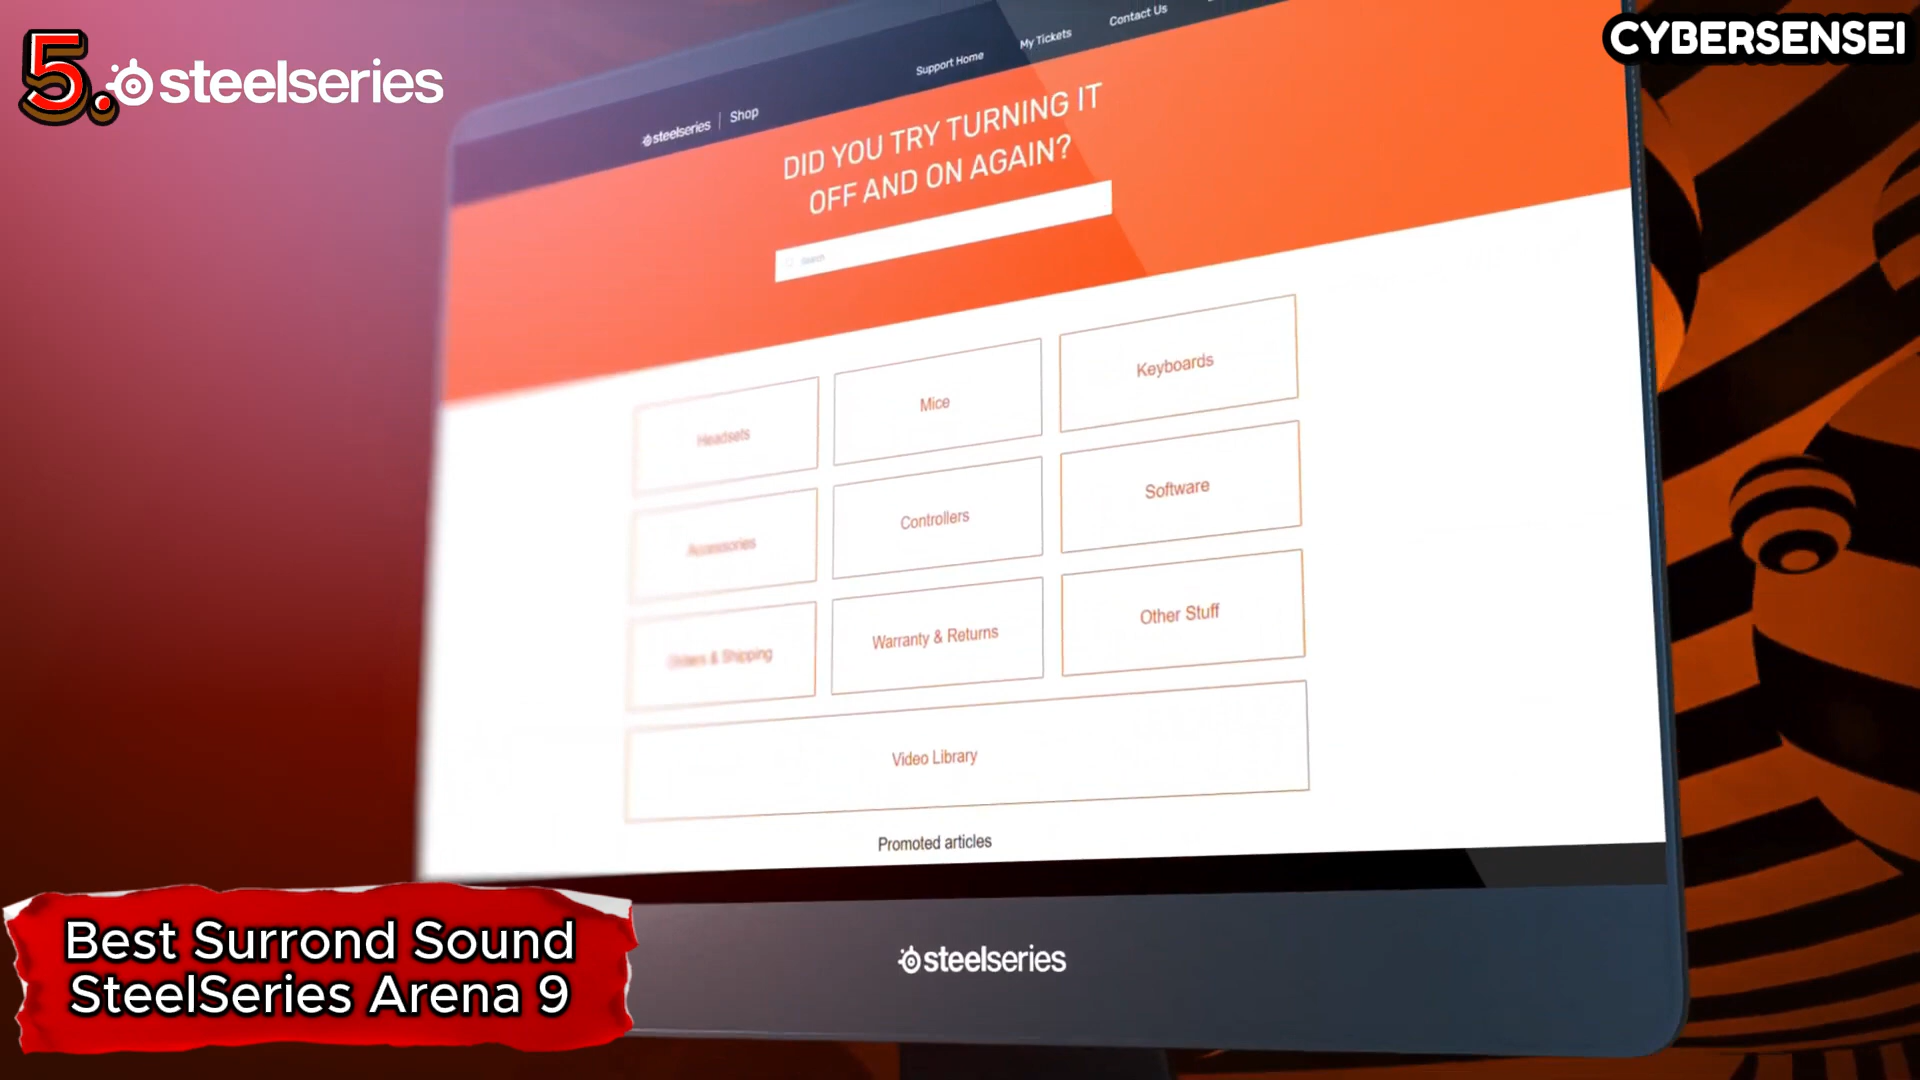 5.
steelseries
CYBERSENSEI
Support Home
My Tickets
Contact Us
steelseries | Shop
DID YOU TRY TURNING IT
OFF AND ON AGAIN?
Search
Headsets
Mice
Keyboards
Accessories
Controllers
Software
Orders & Shipping
Warranty & Returns
Other Stuff
Video Library
Promoted articles
steelseries
Best Surrond Sound
SteelSeries Arena 9